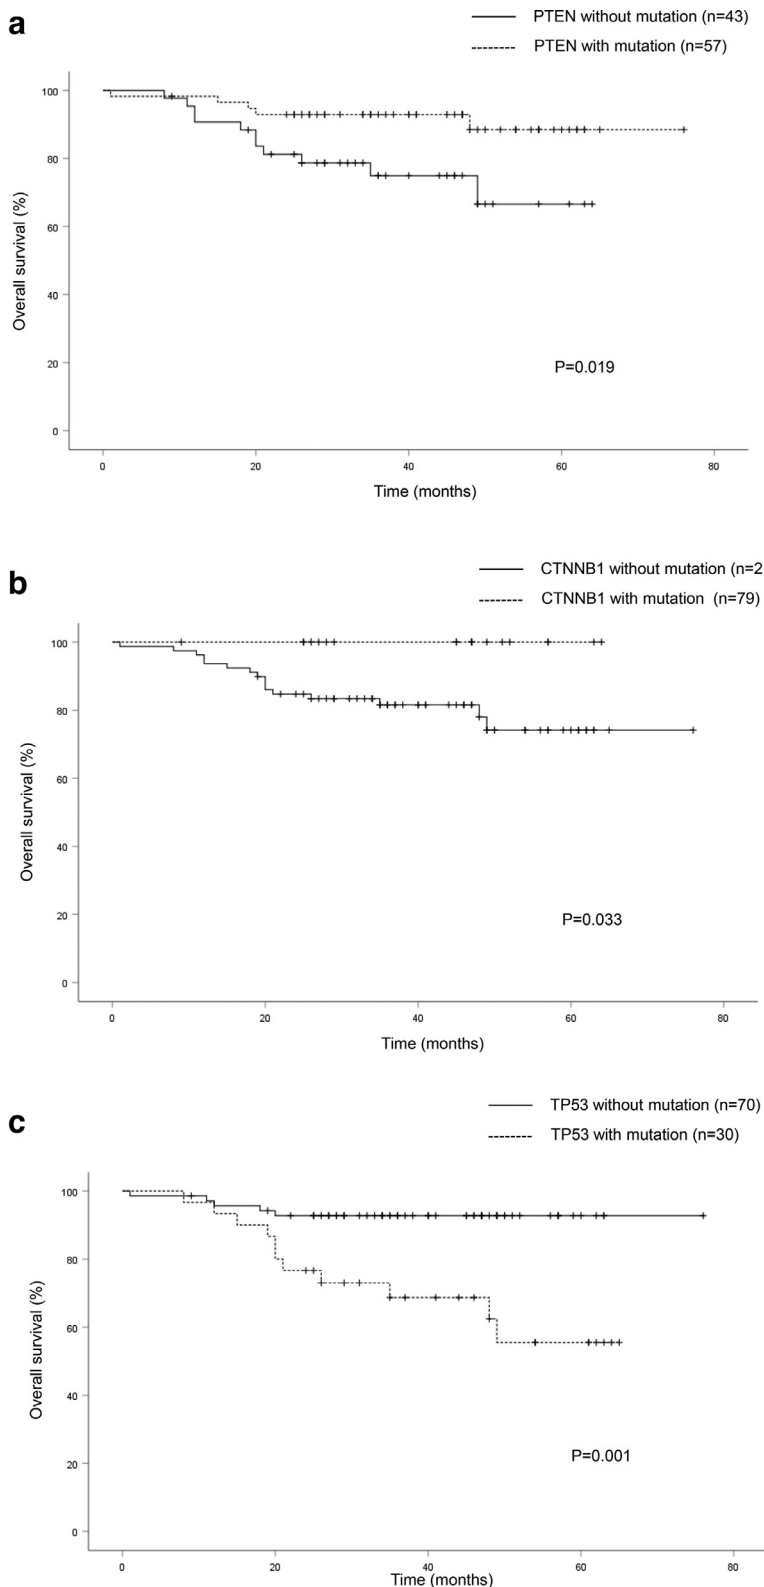 a
PTEN without mutation (n=43)
PTEN with mutation (n=57)
100
80
60
40
20
0
Overall survival (%)
P=0.019
0 20 40 60 80
Time (months)
b
CTNNB1 without mutation (n=2
CTNNB1 with mutation (n=79)
100
80
60
40
20
0
Overall survival (%)
P=0.033
0 20 40 60 80
Time (months)
c
TP53 without mutation (n=70)
TP53 with mutation (n=30)
100
80
60
40
20
0
Overall survival (%)
P=0.001
0 20 40 60 80
Time (months)